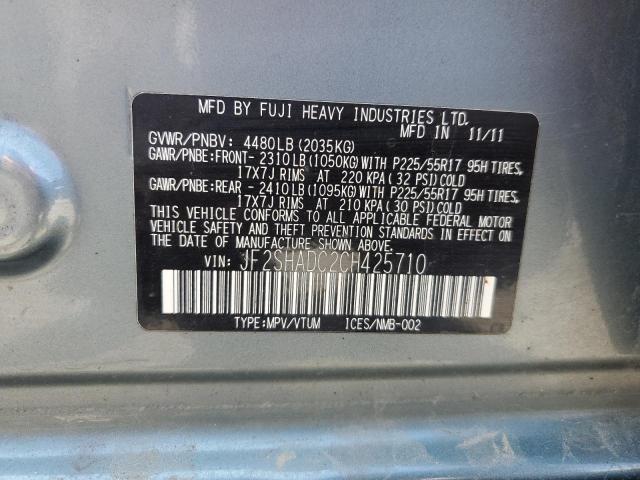 MFD BY FUJI HEAVY INDUSTRIES LTD.
MFD IN 11/11
GVWR/PNBV: 4480LB(2035KG)
GAWR/PNBE:FRONT- 2310LB(1050KG)WITH P225/55R17 95H TIRES,
17X7J RIMS AT 220 KPA(32 PSI)COLD
GAWR/PNBE:REAR - 2410LB(1095KG)WITH P225/55R17 95H TIRES,
17X7J RIMS AT 210 KPA(30 PSI)COLD
THIS VEHICLE CONFORMS TO ALL APPLICABLE FEDERAL MOTOR
VEHICLE SAFETY AND THEFT PREVENTION STANDARDS IN EFFECT
ON THE DATE OF MANUFACTURE SHOWN ABOVE.
VIN: JF2SHADC2CH425710
TYPE:MPV/VTUM ICES/NMB-002